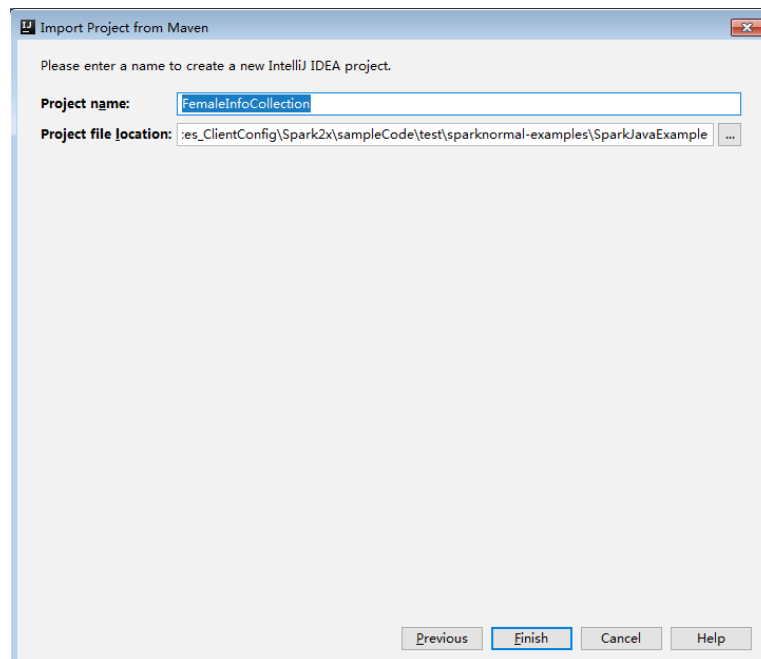 Import Project from Maven
Please enter a name to create a new IntelliJ IDEA project.
Project name: FemaleInfoCollection
Project file location: :es_ClientConfig\Spark2x\sampleCode\test\sparknormal-examples\SparkJavaExample ...
Previous Finish Cancel Help